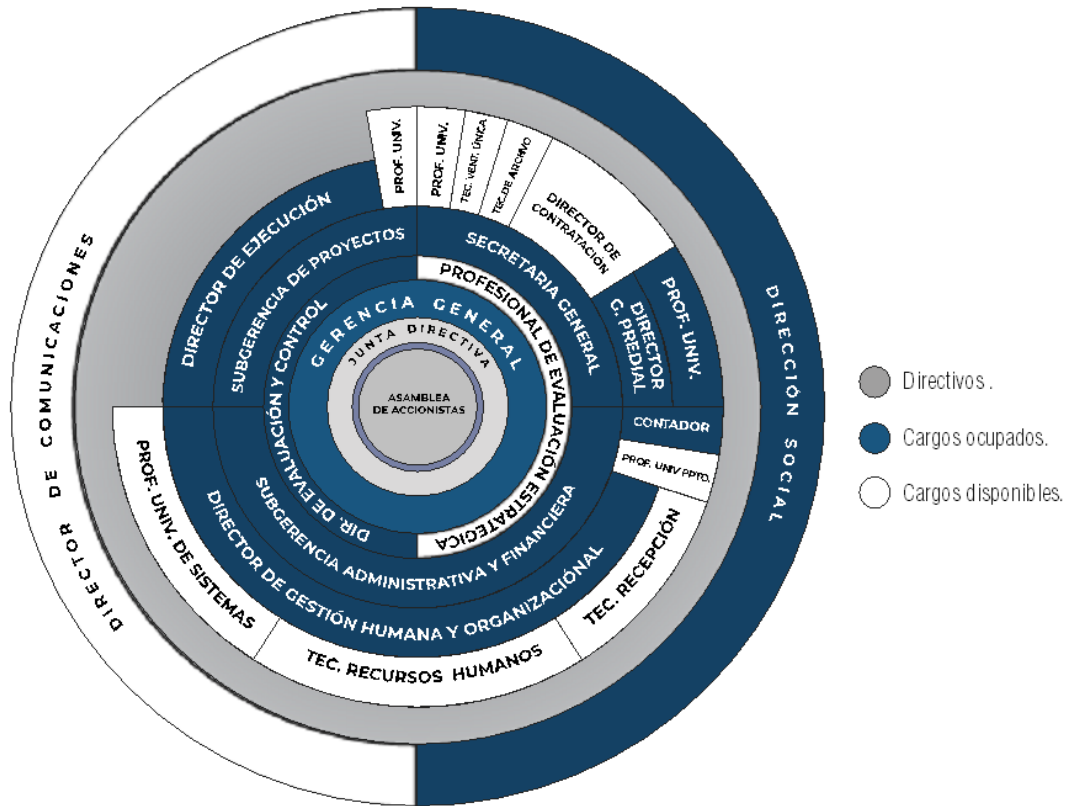 DIRECTOR DE COMUNICACIONES
DIRECCIÓN SOCIAL
PROF. UNIV.
PROF. UNIV.
TEC. VENT. ÚNICA
TEC.DE ARCHIVO
DIRECTOR DE
CONTRATACIÓN
DIRECTOR DE EJECUCIÓN
SUBGERENCIA DE PROYECTOS
SECRETARIA GENERAL
DIRECTOR
C. PREDIAL
PROF. UNIV.
DIR. DE EVALUACIÓN Y CONTROL
PROFESIONAL DE EVALUACIÓN ESTRATEGICA
GERENCIA GENERAL
JUNTA DIRECTIVA
ASAMBLEA
DE ACCIONISTAS
CONTADOR
PROF. UNIV PPTO.
SUBGERENCIA ADMINISTRATIVA Y FINANCIERA
DIRECTOR DE GESTIÓN HUMANA Y ORGANIZACIÓNAL
PROF. UNIV. DE SISTEMAS
TEC. RECURSOS HUMANOS
TEC. RECEPCIÓN
Directivos .
Cargos ocupados.
Cargos disponibles.